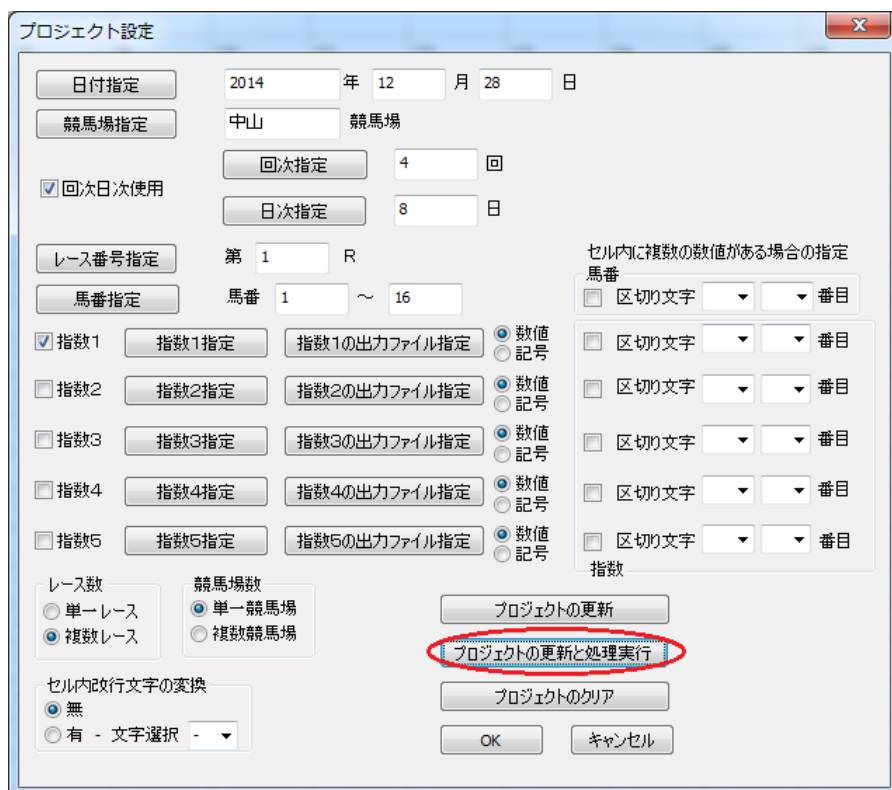 プロジェクト設定
日付指定 2014 年 12 月 28 日
競馬場指定 中山 競馬場
回次指定 4 回
回次日次使用
日次指定 8 日
レース番号指定 第 1 R
セル内に複数の数値がある場合の指定
馬番
馬番指定 馬番 1 ～ 16
区切り文字 番目
指数1 指数1指定 指数1の出力ファイル指定 数値 記号 区切り文字 番目
指数2 指数2指定 指数2の出力ファイル指定 数値 記号 区切り文字 番目
指数3 指数3指定 指数3の出力ファイル指定 数値 記号 区切り文字 番目
指数4 指数4指定 指数4の出力ファイル指定 数値 記号 区切り文字 番目
指数5 指数5指定 指数5の出力ファイル指定 数値 記号 区切り文字 番目
指数
レース数
単一レース
複数レース
競馬場数
単一競馬場
複数競馬場
セル内改行文字の変換
無
有 - 文字選択 -
プロジェクトの更新
プロジェクトの更新と処理実行
プロジェクトのクリア
OK キャンセル